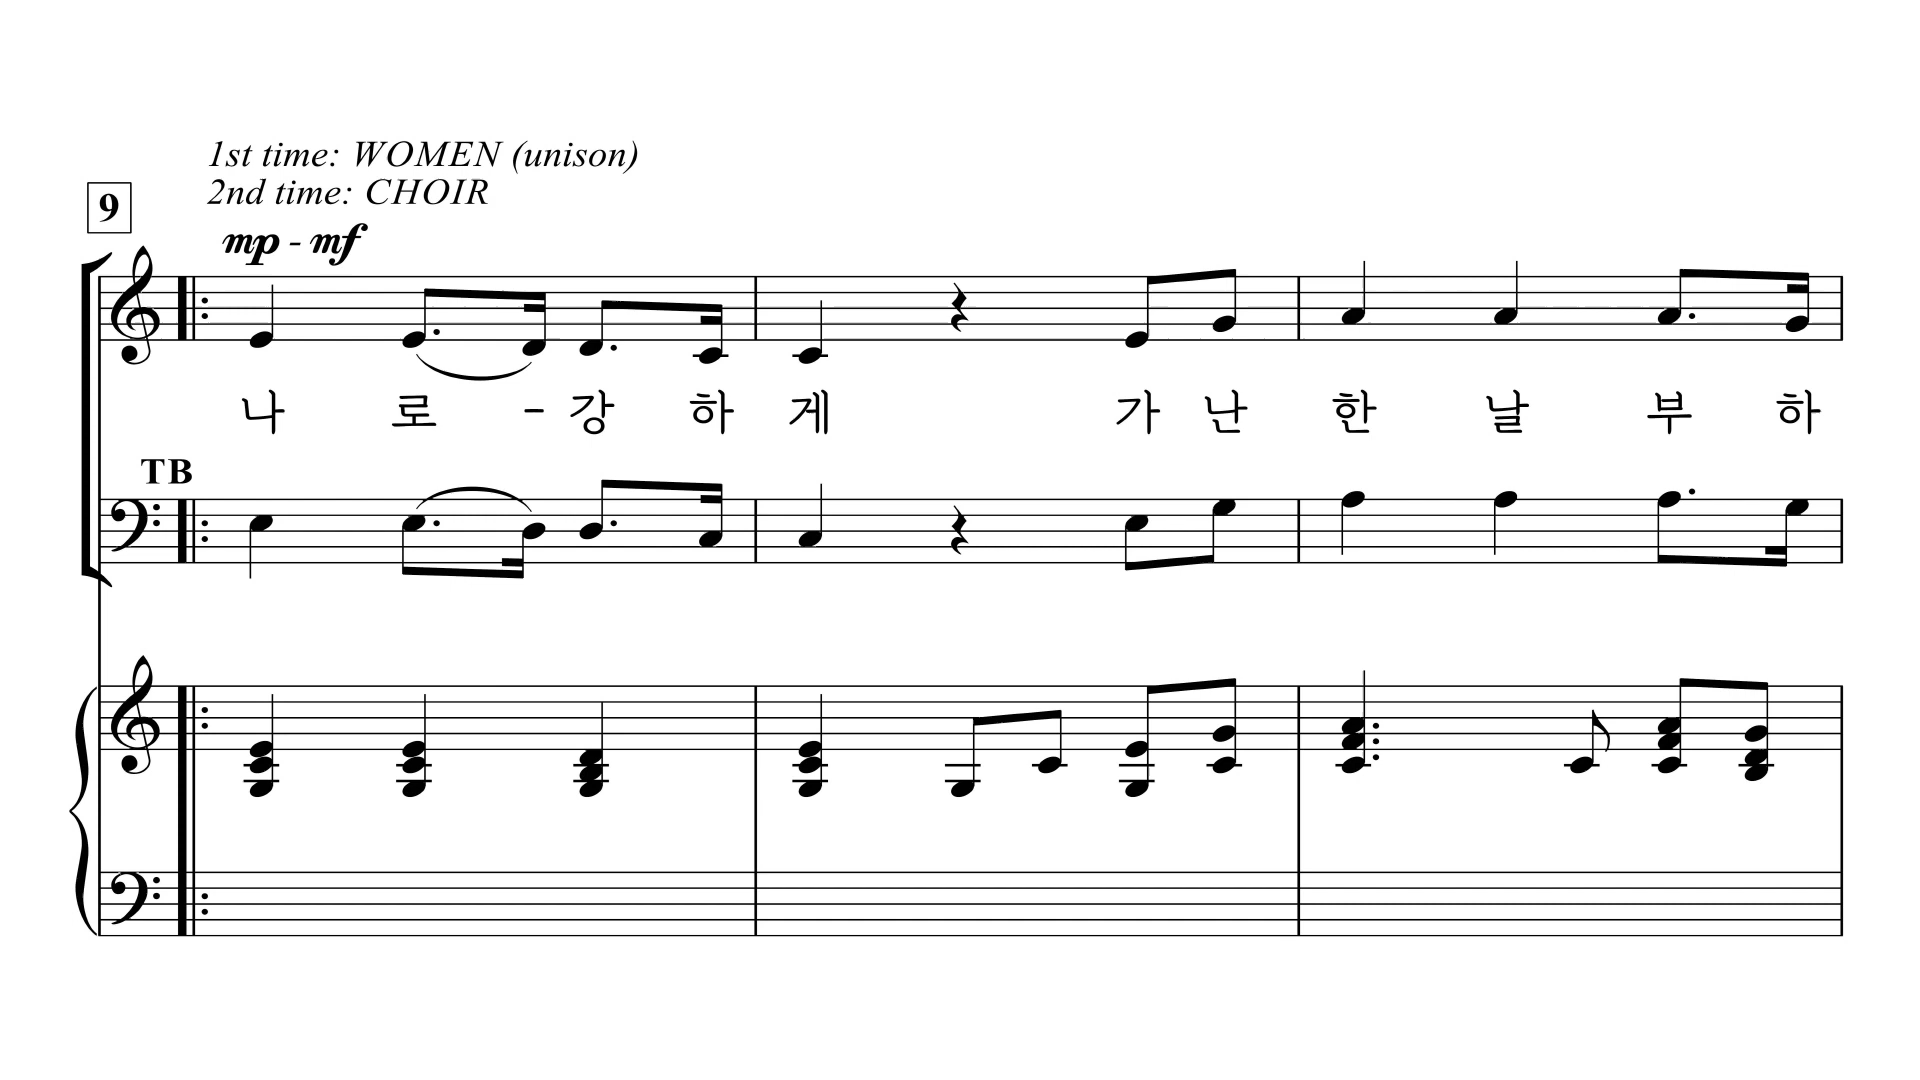 1st time: WOMEN (unison)
2nd time: CHOIR
9
mp - mf
나 로 - 강 하 게 가 난 한 날 부 하
TB